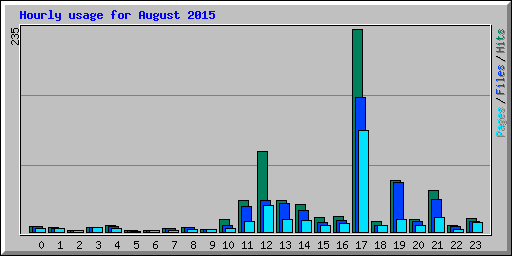 Hourly usage for August 2015
235
Pages/Files/Hits
0 1 2 3 4 5 6 7 8 9 10 11 12 13 14 15 16 17 18 19 20 21 22 23